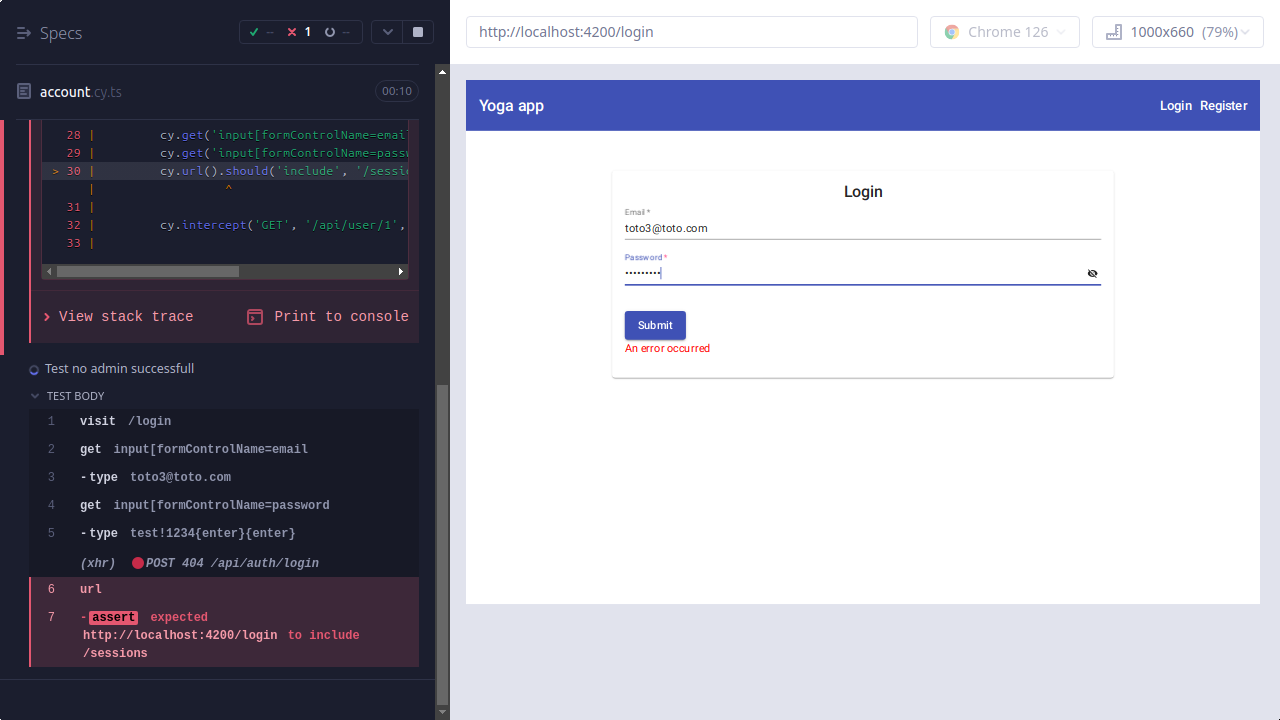 Specs
-- 1 --
account.cy.ts
00:10
28 | cy.get('input[formControlName=email
29 | cy.get('input[formControlName=passw
> 30 | cy.url().should('include', '/sessio
| ^
31 |
32 | cy.intercept('GET', '/api/user/1',
33 |
View stack trace
Print to console
Test no admin successfull
TEST BODY
1 visit /login
2 get input[formControlName=email
3 -type toto3@toto.com
4 get input[formControlName=password
5 -type test!1234{enter}{enter}
(xhr) POST 404 /api/auth/login
6 url
7 -assert expected
http://localhost:4200/login to include
/sessions
http://localhost:4200/login
Chrome 126
1000x660 (79%)
Yoga app
Login Register
Login
Email *
toto3@toto.com
Password *
•••••••••
Submit
An error occurred